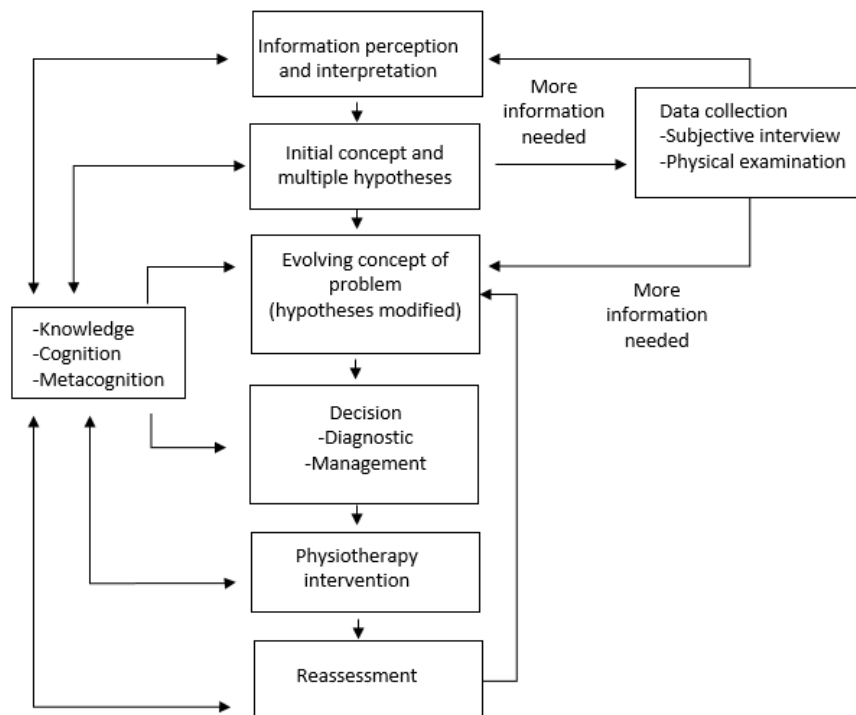 Information perception
and interpretation
More
information
needed
Data collection
-Subjective interview
-Physical examination
Initial concept and
multiple hypotheses
Evolving concept of
problem
(hypotheses modified)
More
information
needed
-Knowledge
-Cognition
-Metacognition
Decision
-Diagnostic
-Management
Physiotherapy
intervention
Reassessment